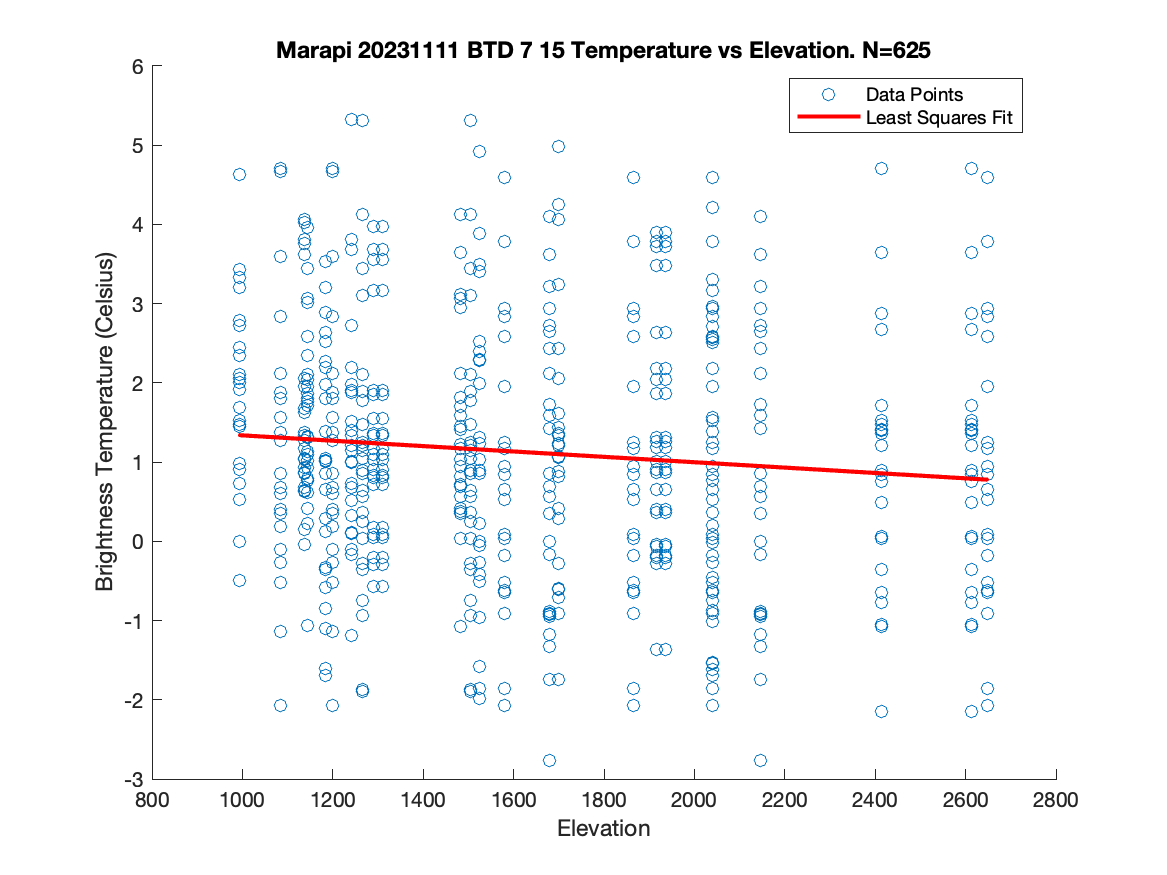 Marapi 20231111 BTD 7 15 Temperature vs Elevation. N=625
Data Points
Least Squares Fit
6
5
4
3
2
1
0
-1
-2
-3
Brightness Temperature (Celsius)
800 1000 1200 1400 1600 1800 2000 2200 2400 2600 2800
Elevation